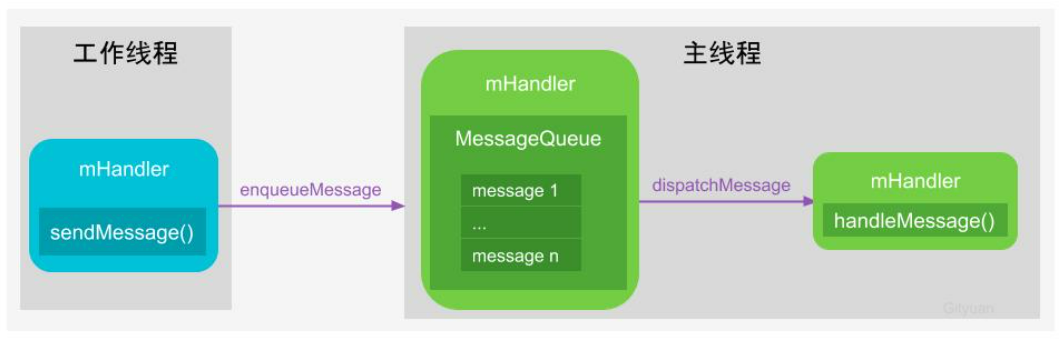 工作线程
mHandler
sendMessage()
enqueueMessage
主线程
mHandler
MessageQueue
message 1
...
message n
dispatchMessage
mHandler
handleMessage()
Gityuan